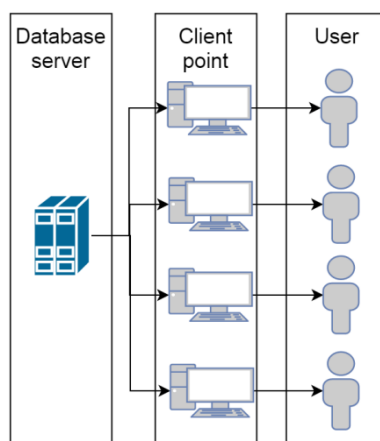 Database
server
Client
point
User